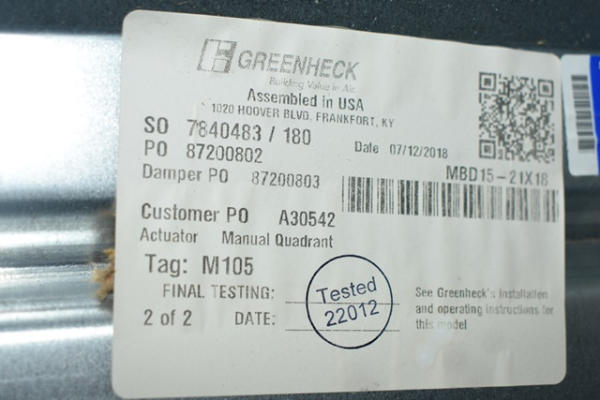 GREENHECK
Building Value in Air.
Assembled in USA
1020 HOOVER BLVD, FRANKFORT, KY
SO 7840483 / 180
PO 87200802
Date 07/12/2018
Damper PO 87200803
MBD15-21X18
Customer PO A30542
Actuator Manual Quadrant
Tag: M105
FINAL TESTING:
Tested
22012
2 of 2 DATE:
See Greenheck's installation
and operating instructions for
this model